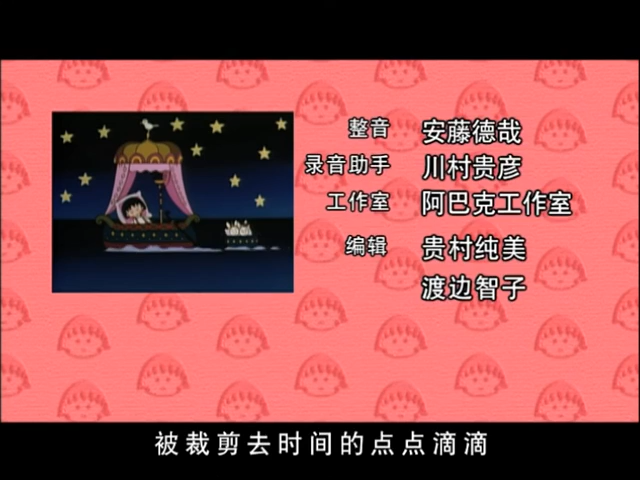 整音 安藤德哉
录音助手 川村贵彦
工作室 阿巴克工作室
编辑 贵村纯美
渡边智子
被裁剪去时间的点点滴滴